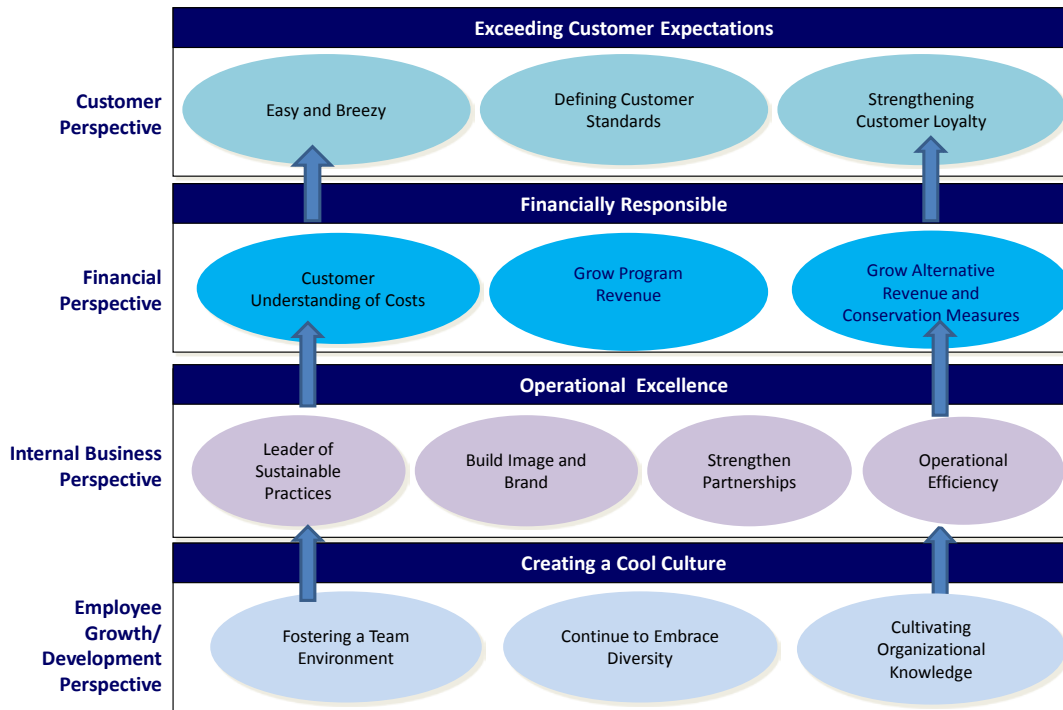 Exceeding Customer Expectations
Customer
Perspective
Easy and Breezy
Defining Customer
Standards
Strengthening
Customer Loyalty
Financially Responsible
Financial
Perspective
Customer
Understanding of Costs
Grow Program
Revenue
Grow Alternative
Revenue and
Conservation Measures
Operational Excellence
Internal Business
Perspective
Leader of
Sustainable
Practices
Build Image and
Brand
Strengthen
Partnerships
Operational
Efficiency
Creating a Cool Culture
Employee
Growth/
Development
Perspective
Fostering a Team
Environment
Continue to Embrace
Diversity
Cultivating
Organizational
Knowledge